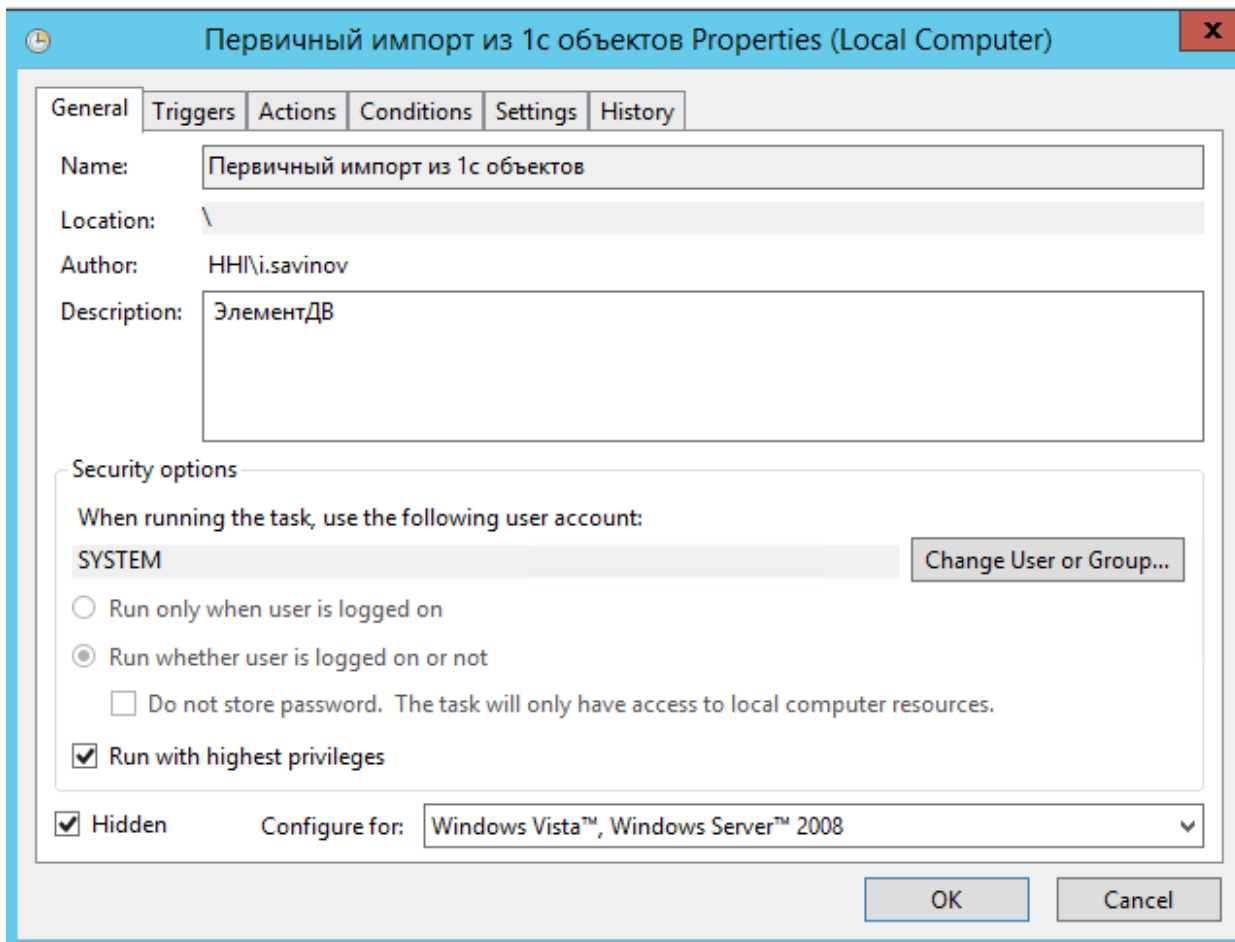 Первичный импорт из 1с объектов Properties (Local Computer)
x
General Triggers Actions Conditions Settings History
Name: Первичный импорт из 1с объектов
Location: \
Author: HHI\i.savinov
Description: ЭлементДВ
Security options
When running the task, use the following user account:
SYSTEM Change User or Group...
Run only when user is logged on
Run whether user is logged on or not
Do not store password. The task will only have access to local computer resources.
Run with highest privileges
Hidden Configure for: Windows Vista™, Windows Server™ 2008
OK Cancel